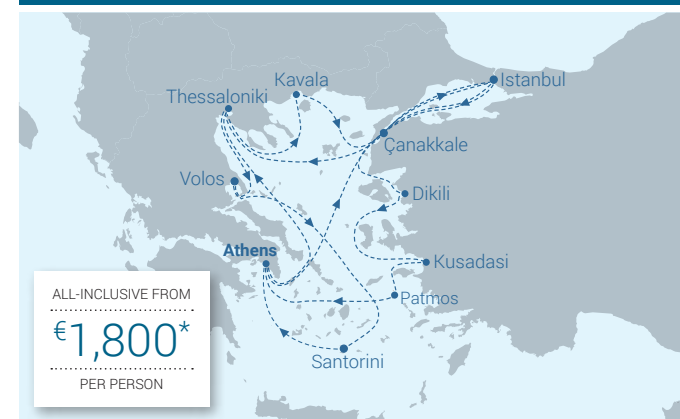 Kavala
Istanbul
Thessaloniki
Çanakkale
Volos
Dikili
Athens
Kusadasi
Patmos
Santorini
ALL-INCLUSIVE FROM
€1,800*
PER PERSON